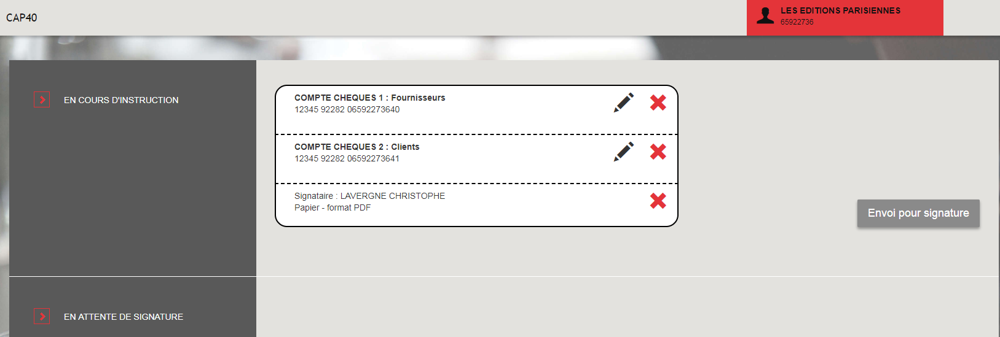 CAP40
LES EDITIONS PARISIENNES
65922736
EN COURS D'INSTRUCTION
COMPTE CHEQUES 1 : Fournisseurs
12345 92282 06592273640
COMPTE CHEQUES 2 : Clients
12345 92282 06592273641
Signataire : LAVERGNE CHRISTOPHE
Papier - format PDF
Envoi pour signature
EN ATTENTE DE SIGNATURE